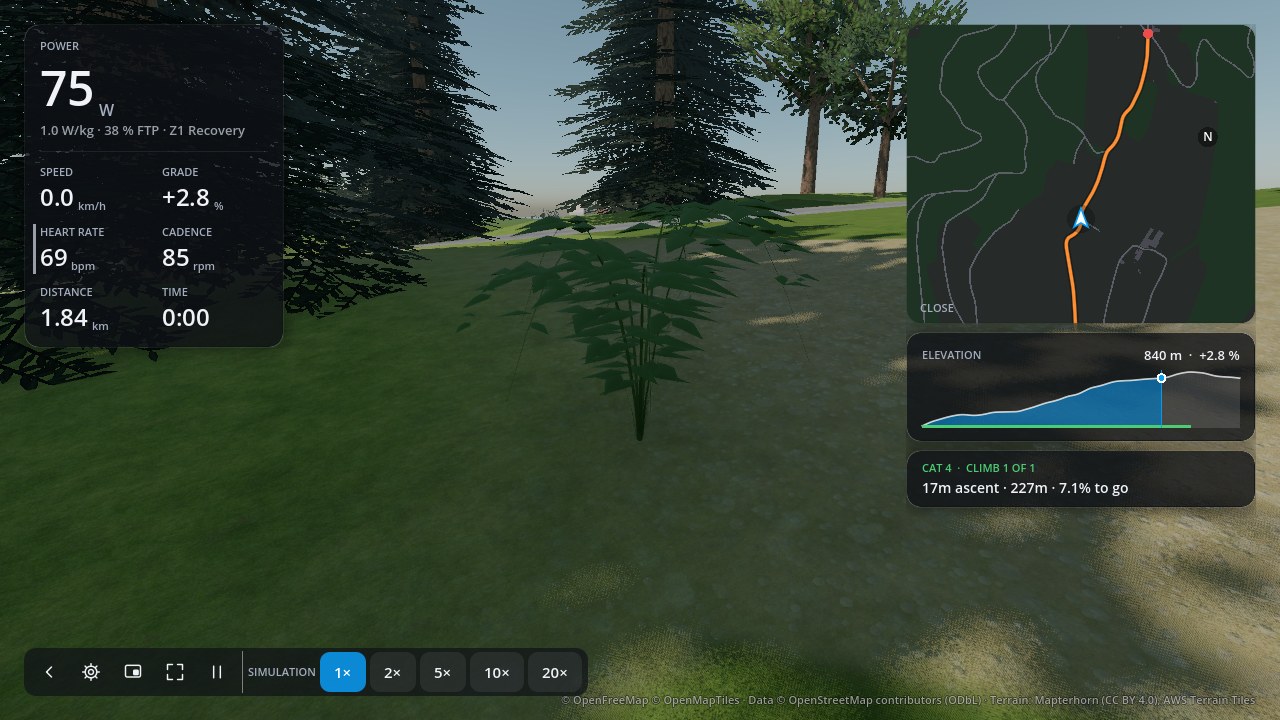 POWER
75 W
1.0 W/kg · 38 % FTP · Z1 Recovery
SPEED GRADE
0.0 km/h +2.8 %
HEART RATE CADENCE
69 bpm 85 rpm
DISTANCE TIME
1.84 km 0:00
N
CLOSE
ELEVATION 840 m · +2.8 %
CAT 4 · CLIMB 1 OF 1
17m ascent · 227m · 7.1% to go
SIMULATION 1× 2× 5× 10× 20×
© OpenFreeMap © OpenMapTiles · Data © OpenStreetMap contributors (ODbL) · Terrain: Mapterhorn (CC BY 4.0), AWS Terrain Tiles